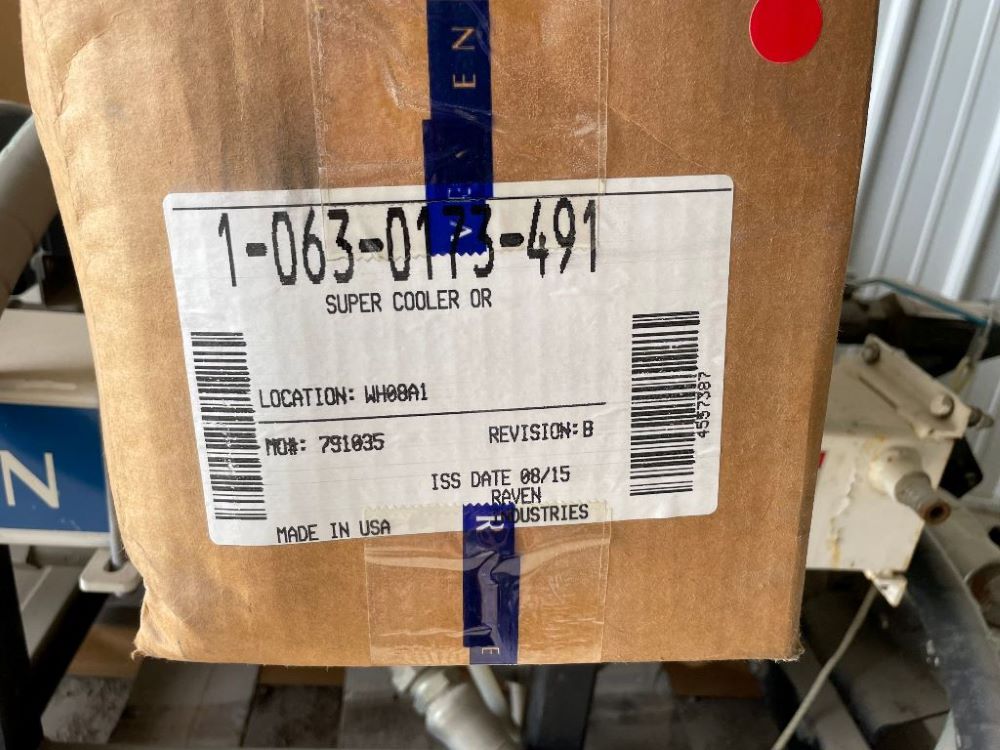 N
E
V
1-063-0173-491
SUPER COOLER OR
LOCATION: WH08A1
4557387
MO#: 791035
REVISION: B
ISS DATE 08/15
RAVEN
INDUSTRIES
MADE IN USA
R
E
N